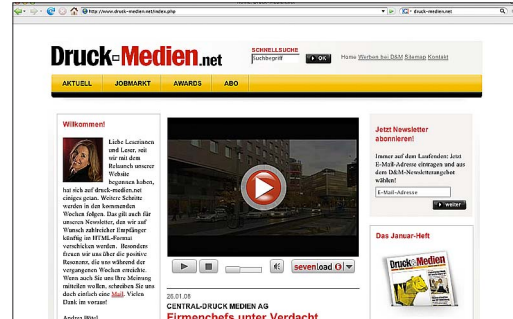 http://www.druck-medien.net/index.php
druck-medien.net
Druck-Medien.net
SCHNELLSUCHE
Suchbegriff
OK
Home Werben bei D&M Sitemap Kontakt
AKTUELL JOBMARKT AWARDS ABO
Willkommen!
Liebe Leserinnen
und Leser, seit
wir mit dem
Relaunch unserer
Website
begonnen haben,
hat sich auf druck-medien.net
einiges getan. Weitere Schritte
werden in den kommenden
Wochen folgen. Das gilt auch für
unseren Newsletter, den wir auf
Wunsch zahlreicher Empfänger
künftig im HTML-Format
verschicken werden. Besonders
freuen wir uns über die positive
Resonanz, die uns während der
vergangenen Wochen erreichte.
Wenn auch Sie uns Ihre Meinung
mitteilen wollen, schreiben Sie uns
doch einfach eine Mail. Vielen
Dank im voraus!
Andrea Bötel
sevenload
28.01.08
CENTRAL-DRUCK MEDIEN AG
Firmenchefs unter Verdacht
Jetzt Newsletter
abonnieren!
Immer auf dem Laufenden: Jetzt
E-Mail-Adresse eintragen und aus
dem D&M-Newsletterangebot
wählen!
E-Mail-Adresse
weiter
Das Januar-Heft
Druck&Medien